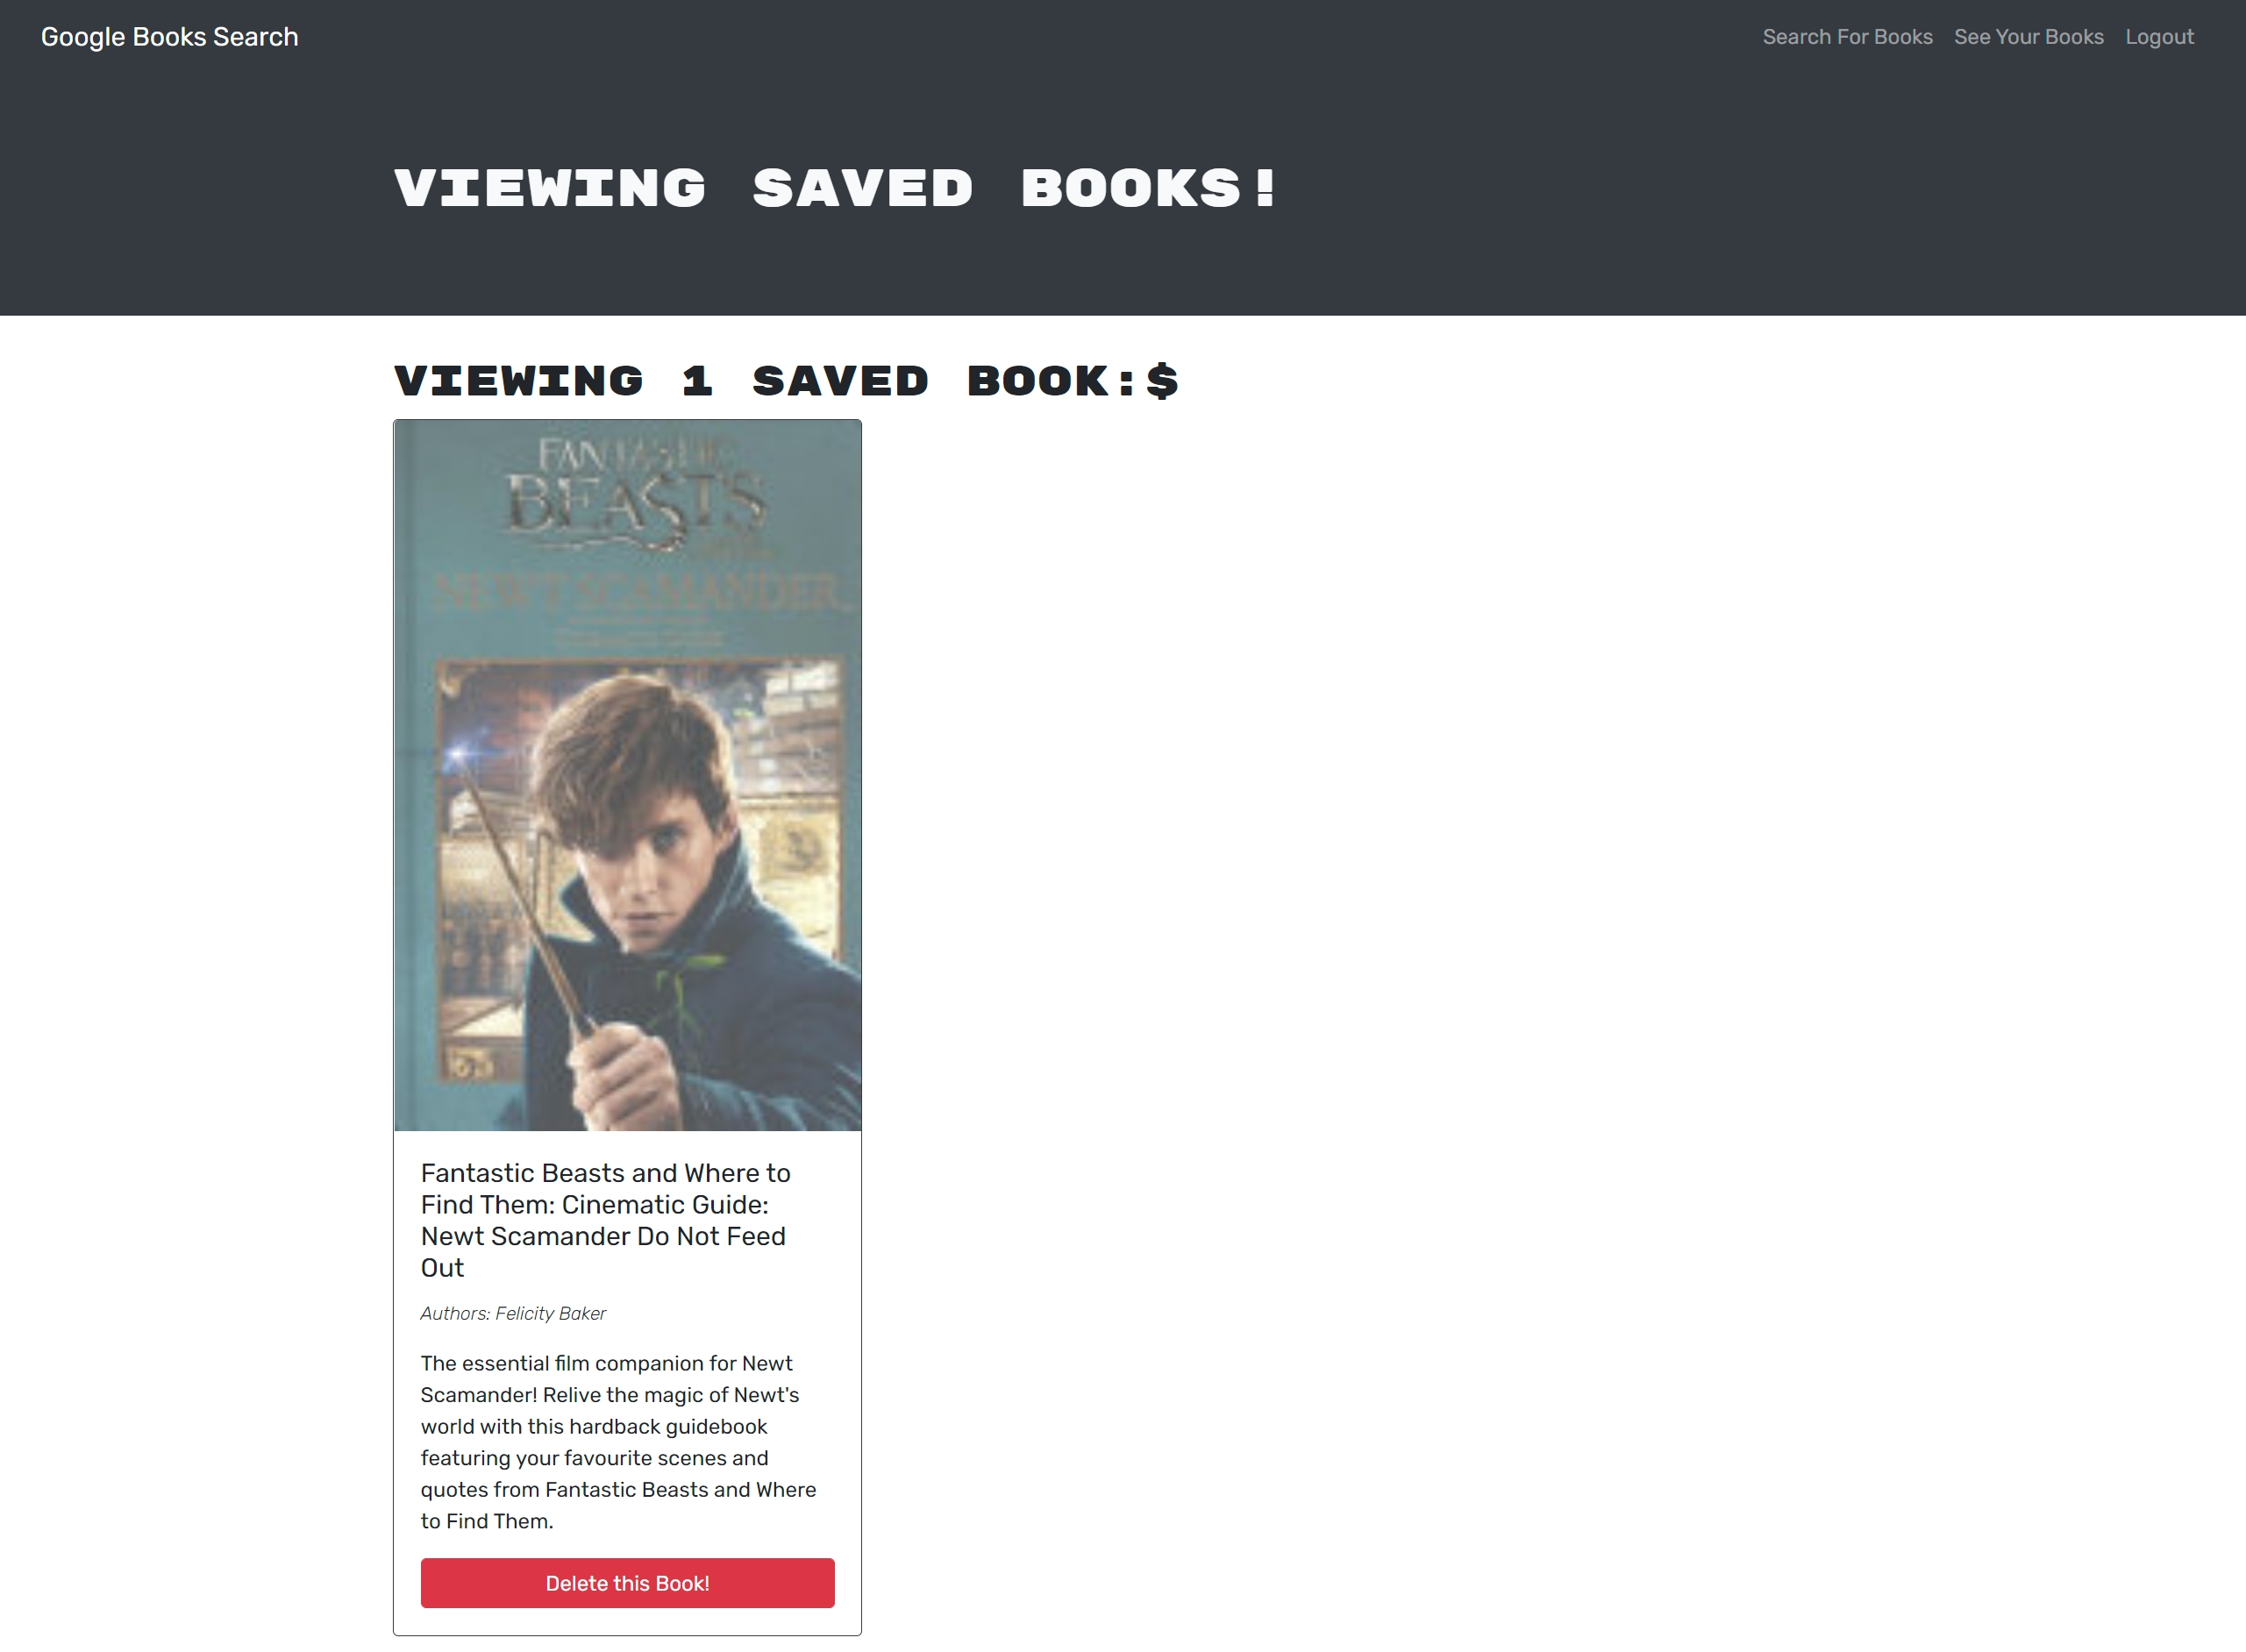 Google Books Search
Search For Books See Your Books Logout
VIEWING SAVED BOOKS!
VIEWING 1 SAVED BOOK:$
FANTASTIC
BEASTS
NEWT SCAMANDER
Fantastic Beasts and Where to
Find Them: Cinematic Guide:
Newt Scamander Do Not Feed
Out
Authors: Felicity Baker
The essential film companion for Newt
Scamander! Relive the magic of Newt's
world with this hardback guidebook
featuring your favourite scenes and
quotes from Fantastic Beasts and Where
to Find Them.
Delete this Book!